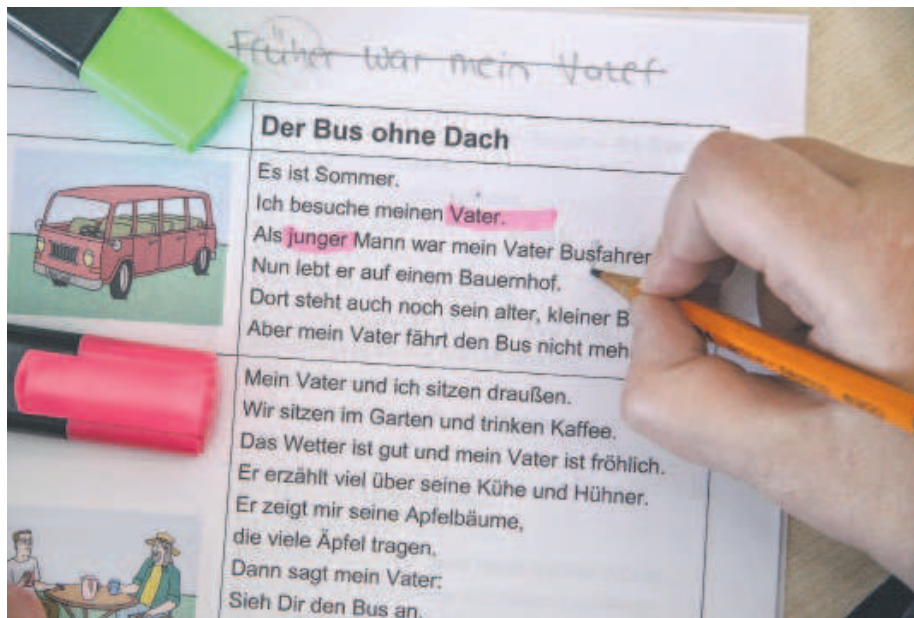 Früher war mein Vater
Der Bus ohne Dach
Es ist Sommer.
Ich besuche meinen Vater.
Als junger Mann war mein Vater Busfahrer
Nun lebt er auf einem Bauernhof.
Dort steht auch noch sein alter, kleiner B
Aber mein Vater fährt den Bus nicht meh
Mein Vater und ich sitzen draußen.
Wir sitzen im Garten und trinken Kaffee.
Das Wetter ist gut und mein Vater ist fröhlich.
Er erzählt viel über seine Kühe und Hühner.
Er zeigt mir seine Apfelbäume,
die viele Äpfel tragen.
Dann sagt mein Vater:
Sieh Dir den Bus an.